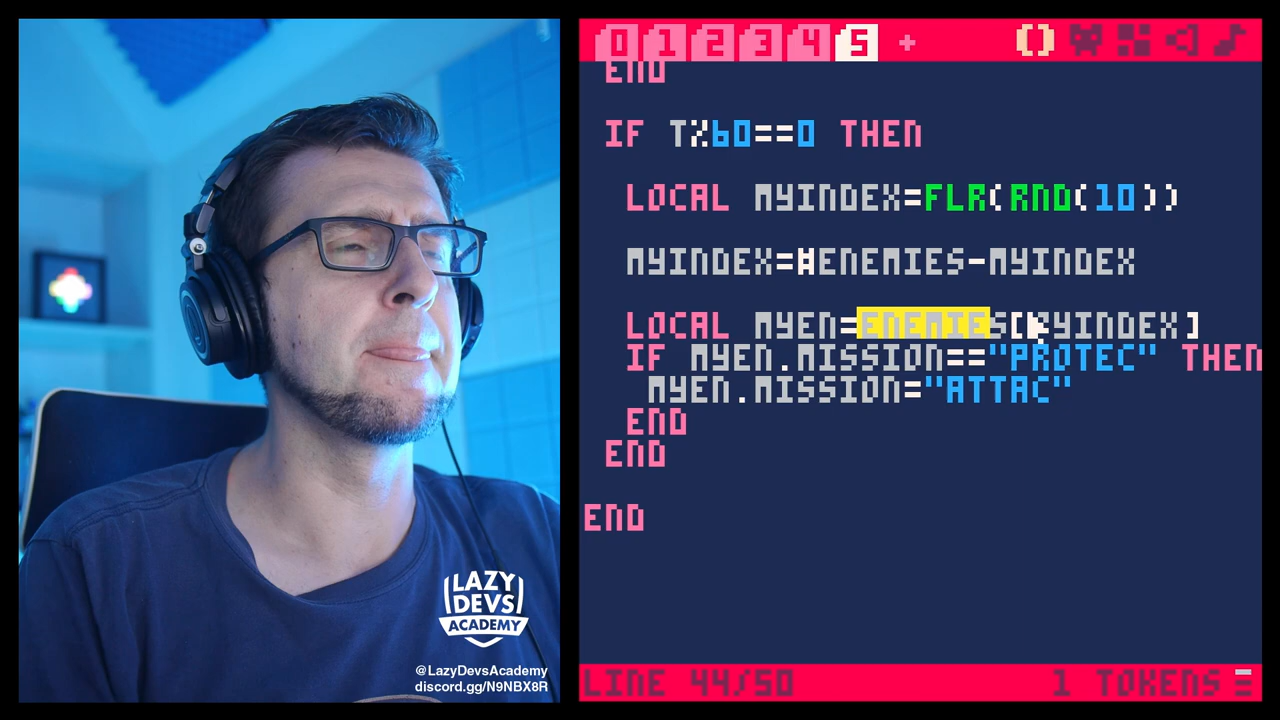 LAZY
DEVS
ACADEMY
@LazyDevsAcademy
discord.gg/N9NBX8R
0 1 2 3 4 5 +
END
IF T%60==0 THEN
LOCAL MYINDEX=FLR(RND(10))
MYINDEX=#ENEMIES-MYINDEX
LOCAL MYEN=ENEMIES[MYINDEX]
IF MYEN.MISSION=="PROTEC" THEN
MYEN.MISSION="ATTAC"
END
END
END
LINE 44/50
1 TOKENS